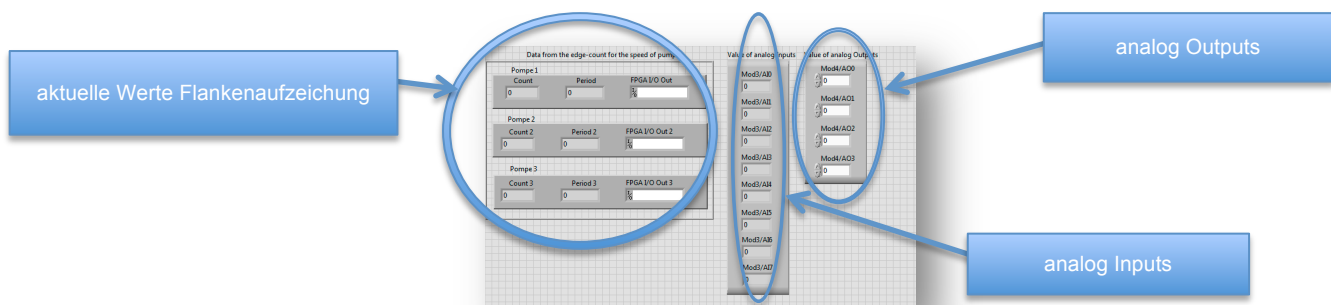 aktuelle Werte Flankenaufzeichung
analog Outputs
analog Inputs
Data from the edge-count for the speed of pump
Pompe 1
Count Period FPGA I/O Out
0 0
Pompe 2
Count 2 Period 2 FPGA I/O Out 2
0 0
Pompe 3
Count 3 Period 3 FPGA I/O Out 3
0 0
Value of analog Inputs
Mod3/AI0
0
Mod3/AI1
0
Mod3/AI2
0
Mod3/AI3
0
Mod3/AI4
0
Mod3/AI5
0
Mod3/AI6
0
Mod3/AI7
0
Value of analog Outputs
Mod4/AO0
0
Mod4/AO1
0
Mod4/AO2
0
Mod4/AO3
0